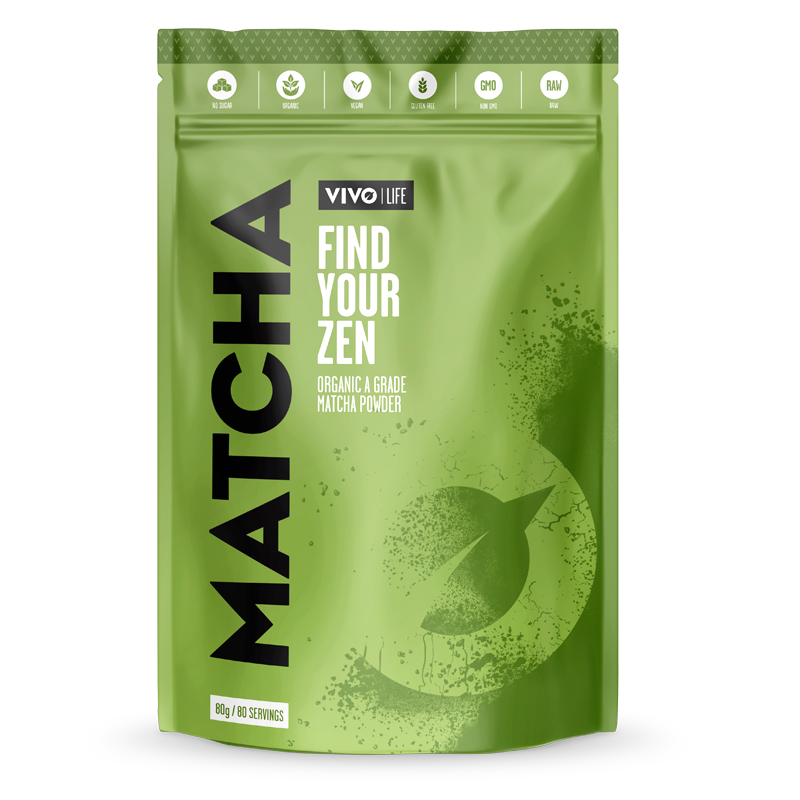 NO SUGAR
ORGANIC
VEGAN
GLUTEN FREE
GMO
NON GMO
RAW
RAW
VIVO | LIFE
MATCHA
FIND
YOUR
ZEN
ORGANIC A GRADE
MATCHA POWDER
80g / 80 SERVINGS